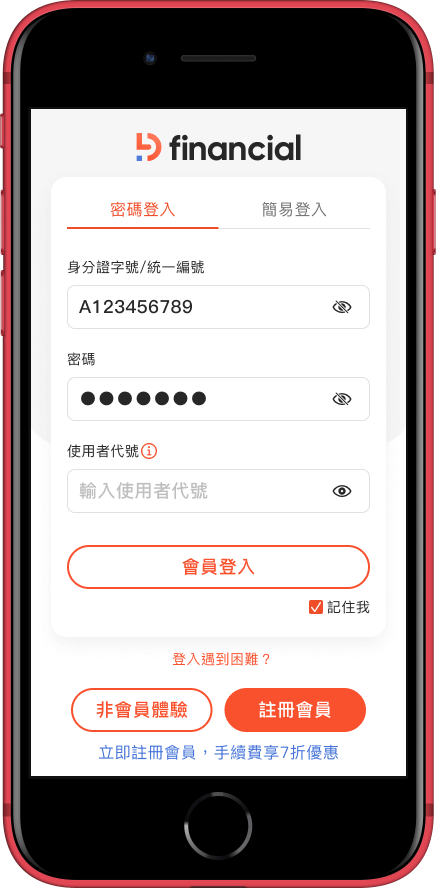 financial
密碼登入
簡易登入
身分證字號/統一編號
A123456789
密碼
●●●●●●●
使用者代號
輸入使用者代號
會員登入
記住我
登入遇到困難？
非會員體驗
註冊會員
立即註冊會員，手續費享7折優惠